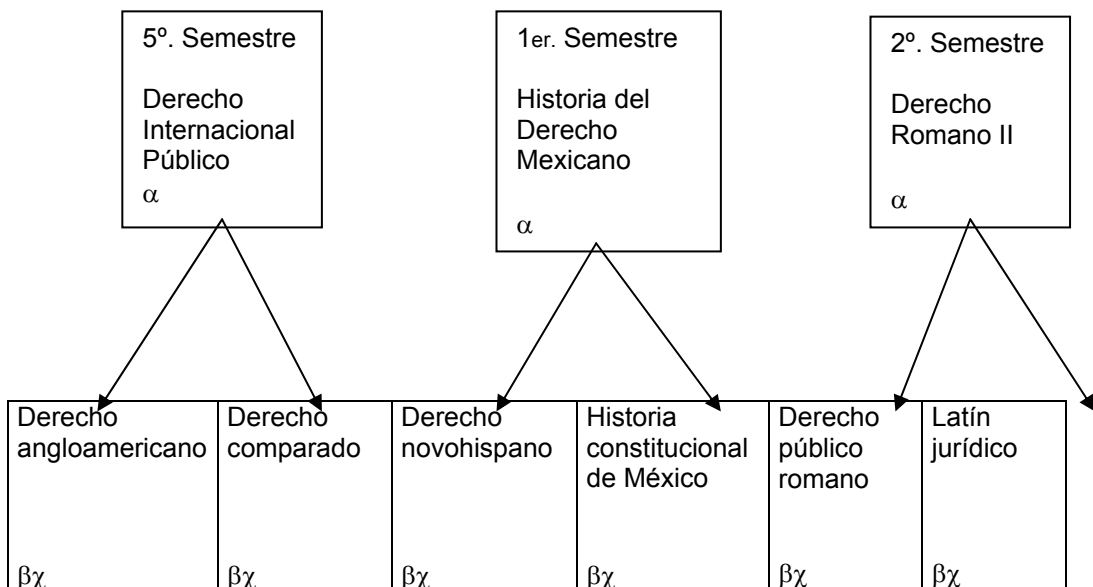 5º. Semestre
Derecho
Internacional
Público
α
1er. Semestre
Historia del
Derecho
Mexicano
α
2º. Semestre
Derecho
Romano II
α
Derecho
angloamericano
βχ
Derecho
comparado
βχ
Derecho
novohispano
βχ
Historia
constitucional
de México
βχ
Derecho
público
romano
βχ
Latín
jurídico
βχ